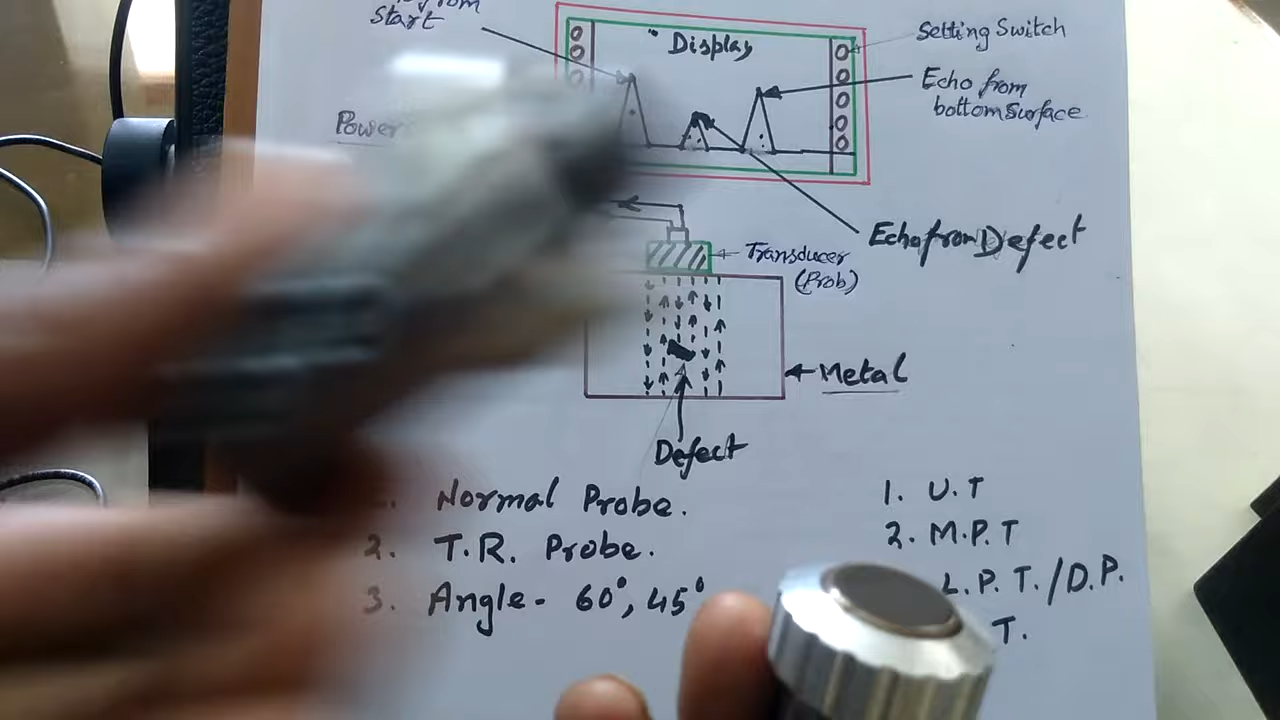 from
Start
Display
Setting Switch
Echo from
bottom Surface
Power
Echo from Defect
Transducer
(Prob)
Metal
Defect
Normal Probe.
2. T.R. Probe.
3. Angle - 60°, 45°
1. U.T
2. M.P.T
L.P.T./D.P.
T.